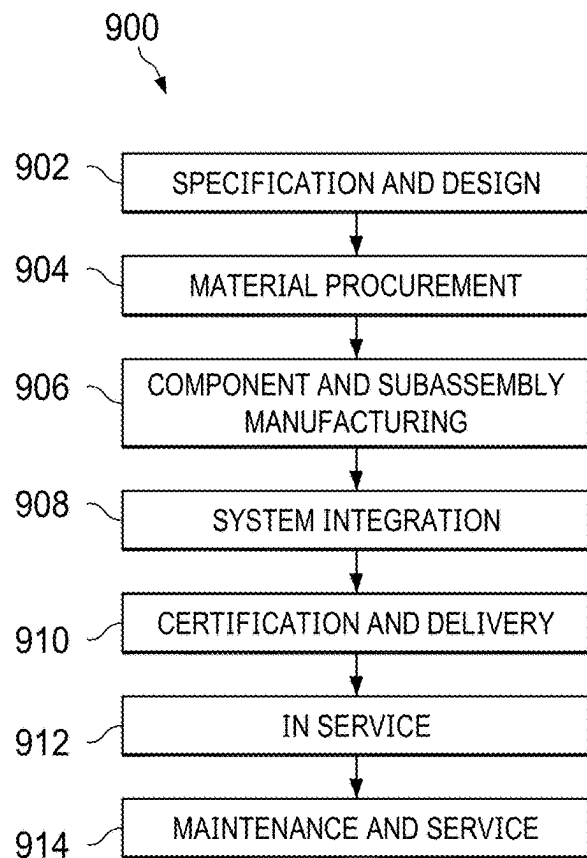 900
902
SPECIFICATION AND DESIGN
904
MATERIAL PROCUREMENT
906
COMPONENT AND SUBASSEMBLY
MANUFACTURING
908
SYSTEM INTEGRATION
910
CERTIFICATION AND DELIVERY
912
IN SERVICE
914
MAINTENANCE AND SERVICE